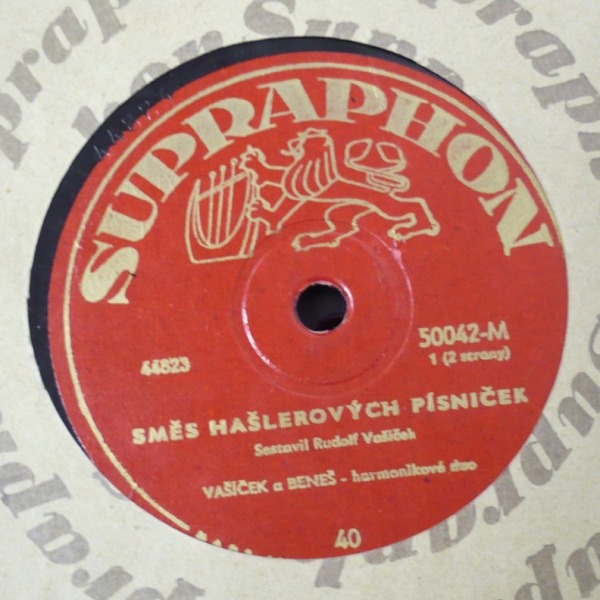 SUPRAPHON
50042-M
44823
1 (2 strany)
SMĚS HAŠLEROVÝCH PÍSNIČEK
Sestavil Rudolf Vašíček
VAŠÍČEK a BENEŠ - harmonikové duo
40